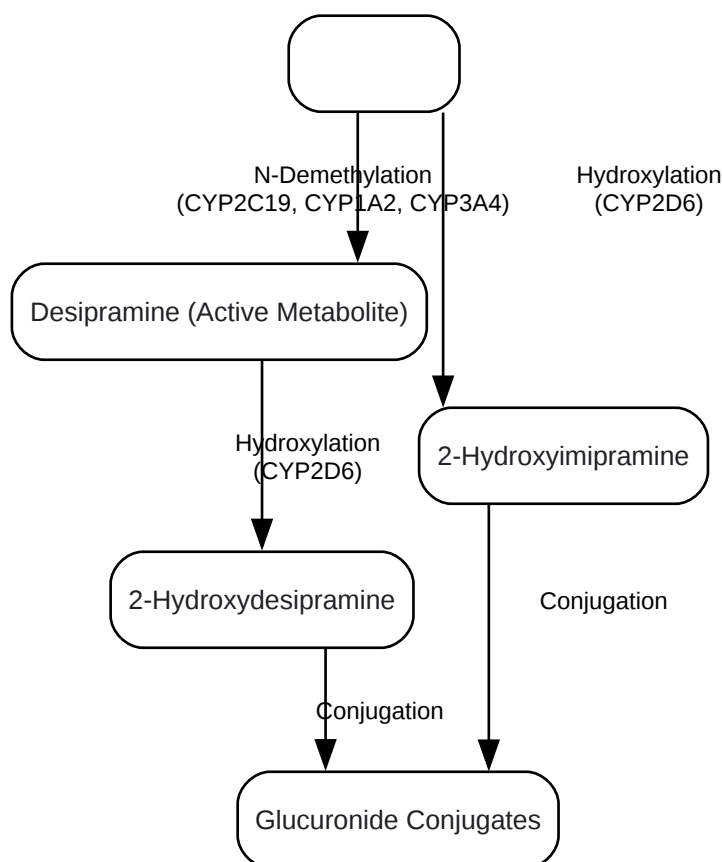 N-Demethylation
(CYP2C19, CYP1A2, CYP3A4)
Hydroxylation
(CYP2D6)
Desipramine (Active Metabolite)
Hydroxylation
(CYP2D6)
2-Hydroxyimipramine
2-Hydroxydesipramine
Conjugation
Conjugation
Glucuronide Conjugates